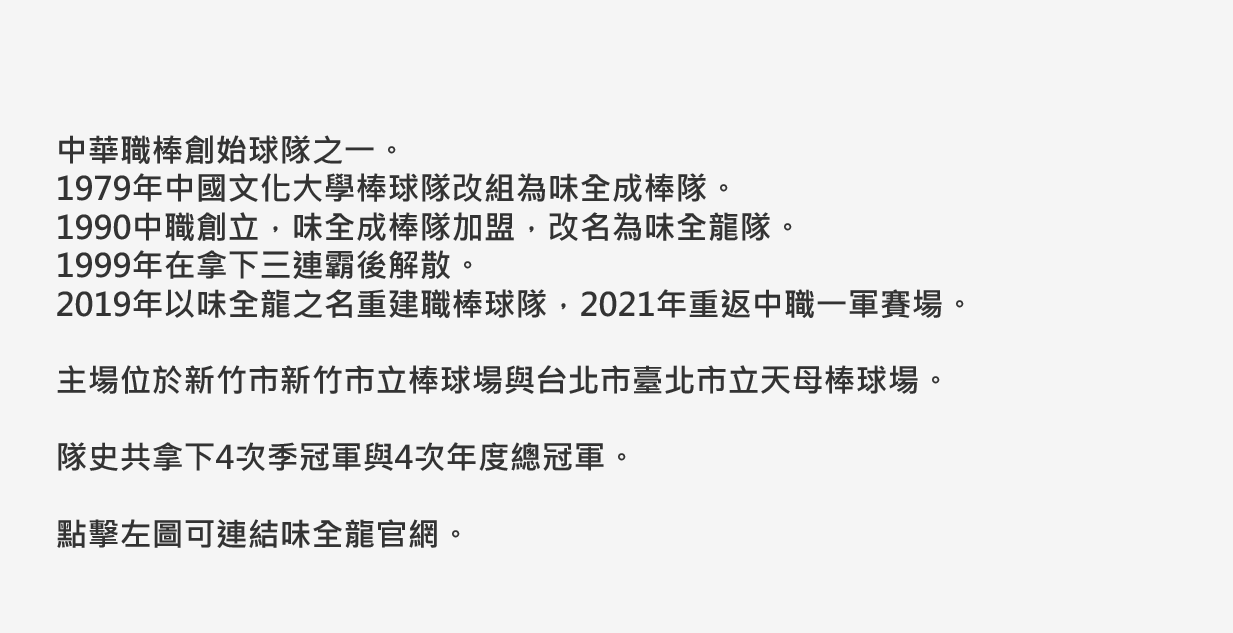 中華職棒創始球隊之一。
1979年中國文化大學棒球隊改組為味全成棒隊。
1990中職創立，味全成棒隊加盟，改名為味全龍隊。
1999年在拿下三連霸後解散。
2019年以味全龍之名重建職棒球隊，2021年重返中職一軍賽場。
主場位於新竹市新竹市立棒球場與台北市臺北市立天母棒球場。
隊史共拿下4次季冠軍與4次年度總冠軍。
點擊左圖可連結味全龍官網。